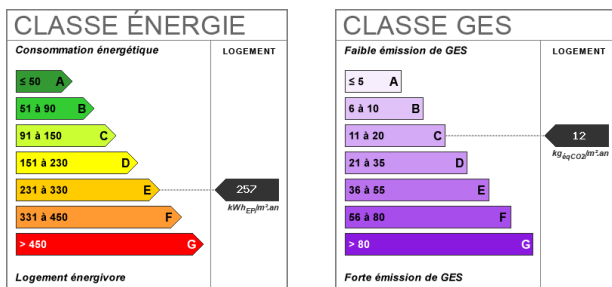 CLASSE ÉNERGIE
Consommation énergétique
LOGEMENT
≤ 50 A
51 à 90 B
91 à 150 C
151 à 230 D
231 à 330 E
257
kWhEP/m².an
331 à 450 F
> 450 G
Logement énergivore
CLASSE GES
Faible émission de GES
LOGEMENT
≤ 5 A
6 à 10 B
11 à 20 C
12
kgéqCO2/m².an
21 à 35 D
36 à 55 E
56 à 80 F
> 80 G
Forte émission de GES